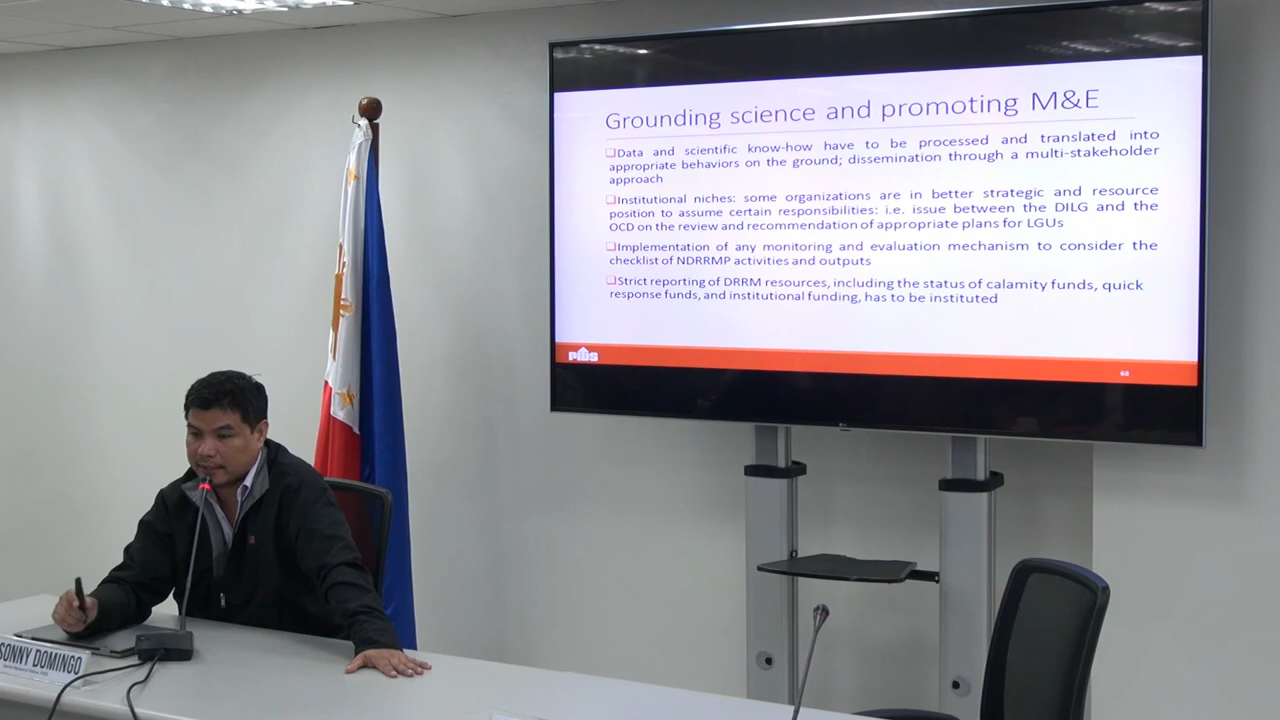 Grounding science and promoting M&E
Data and scientific know-how have to be processed and translated into
appropriate behaviors on the ground; dissemination through a multi-stakeholder
approach
Institutional niches: some organizations are in better strategic and resource
position to assume certain responsibilities: i.e. issue between the DILG and the
OCD on the review and recommendation of appropriate plans for LGUs
Implementation of any monitoring and evaluation mechanism to consider the
checklist of NDRRMP activities and outputs
Strict reporting of DRRM resources, including the status of calamity funds, quick
response funds, and institutional funding, has to be instituted
PIDS
68
SONNY DOMINGO